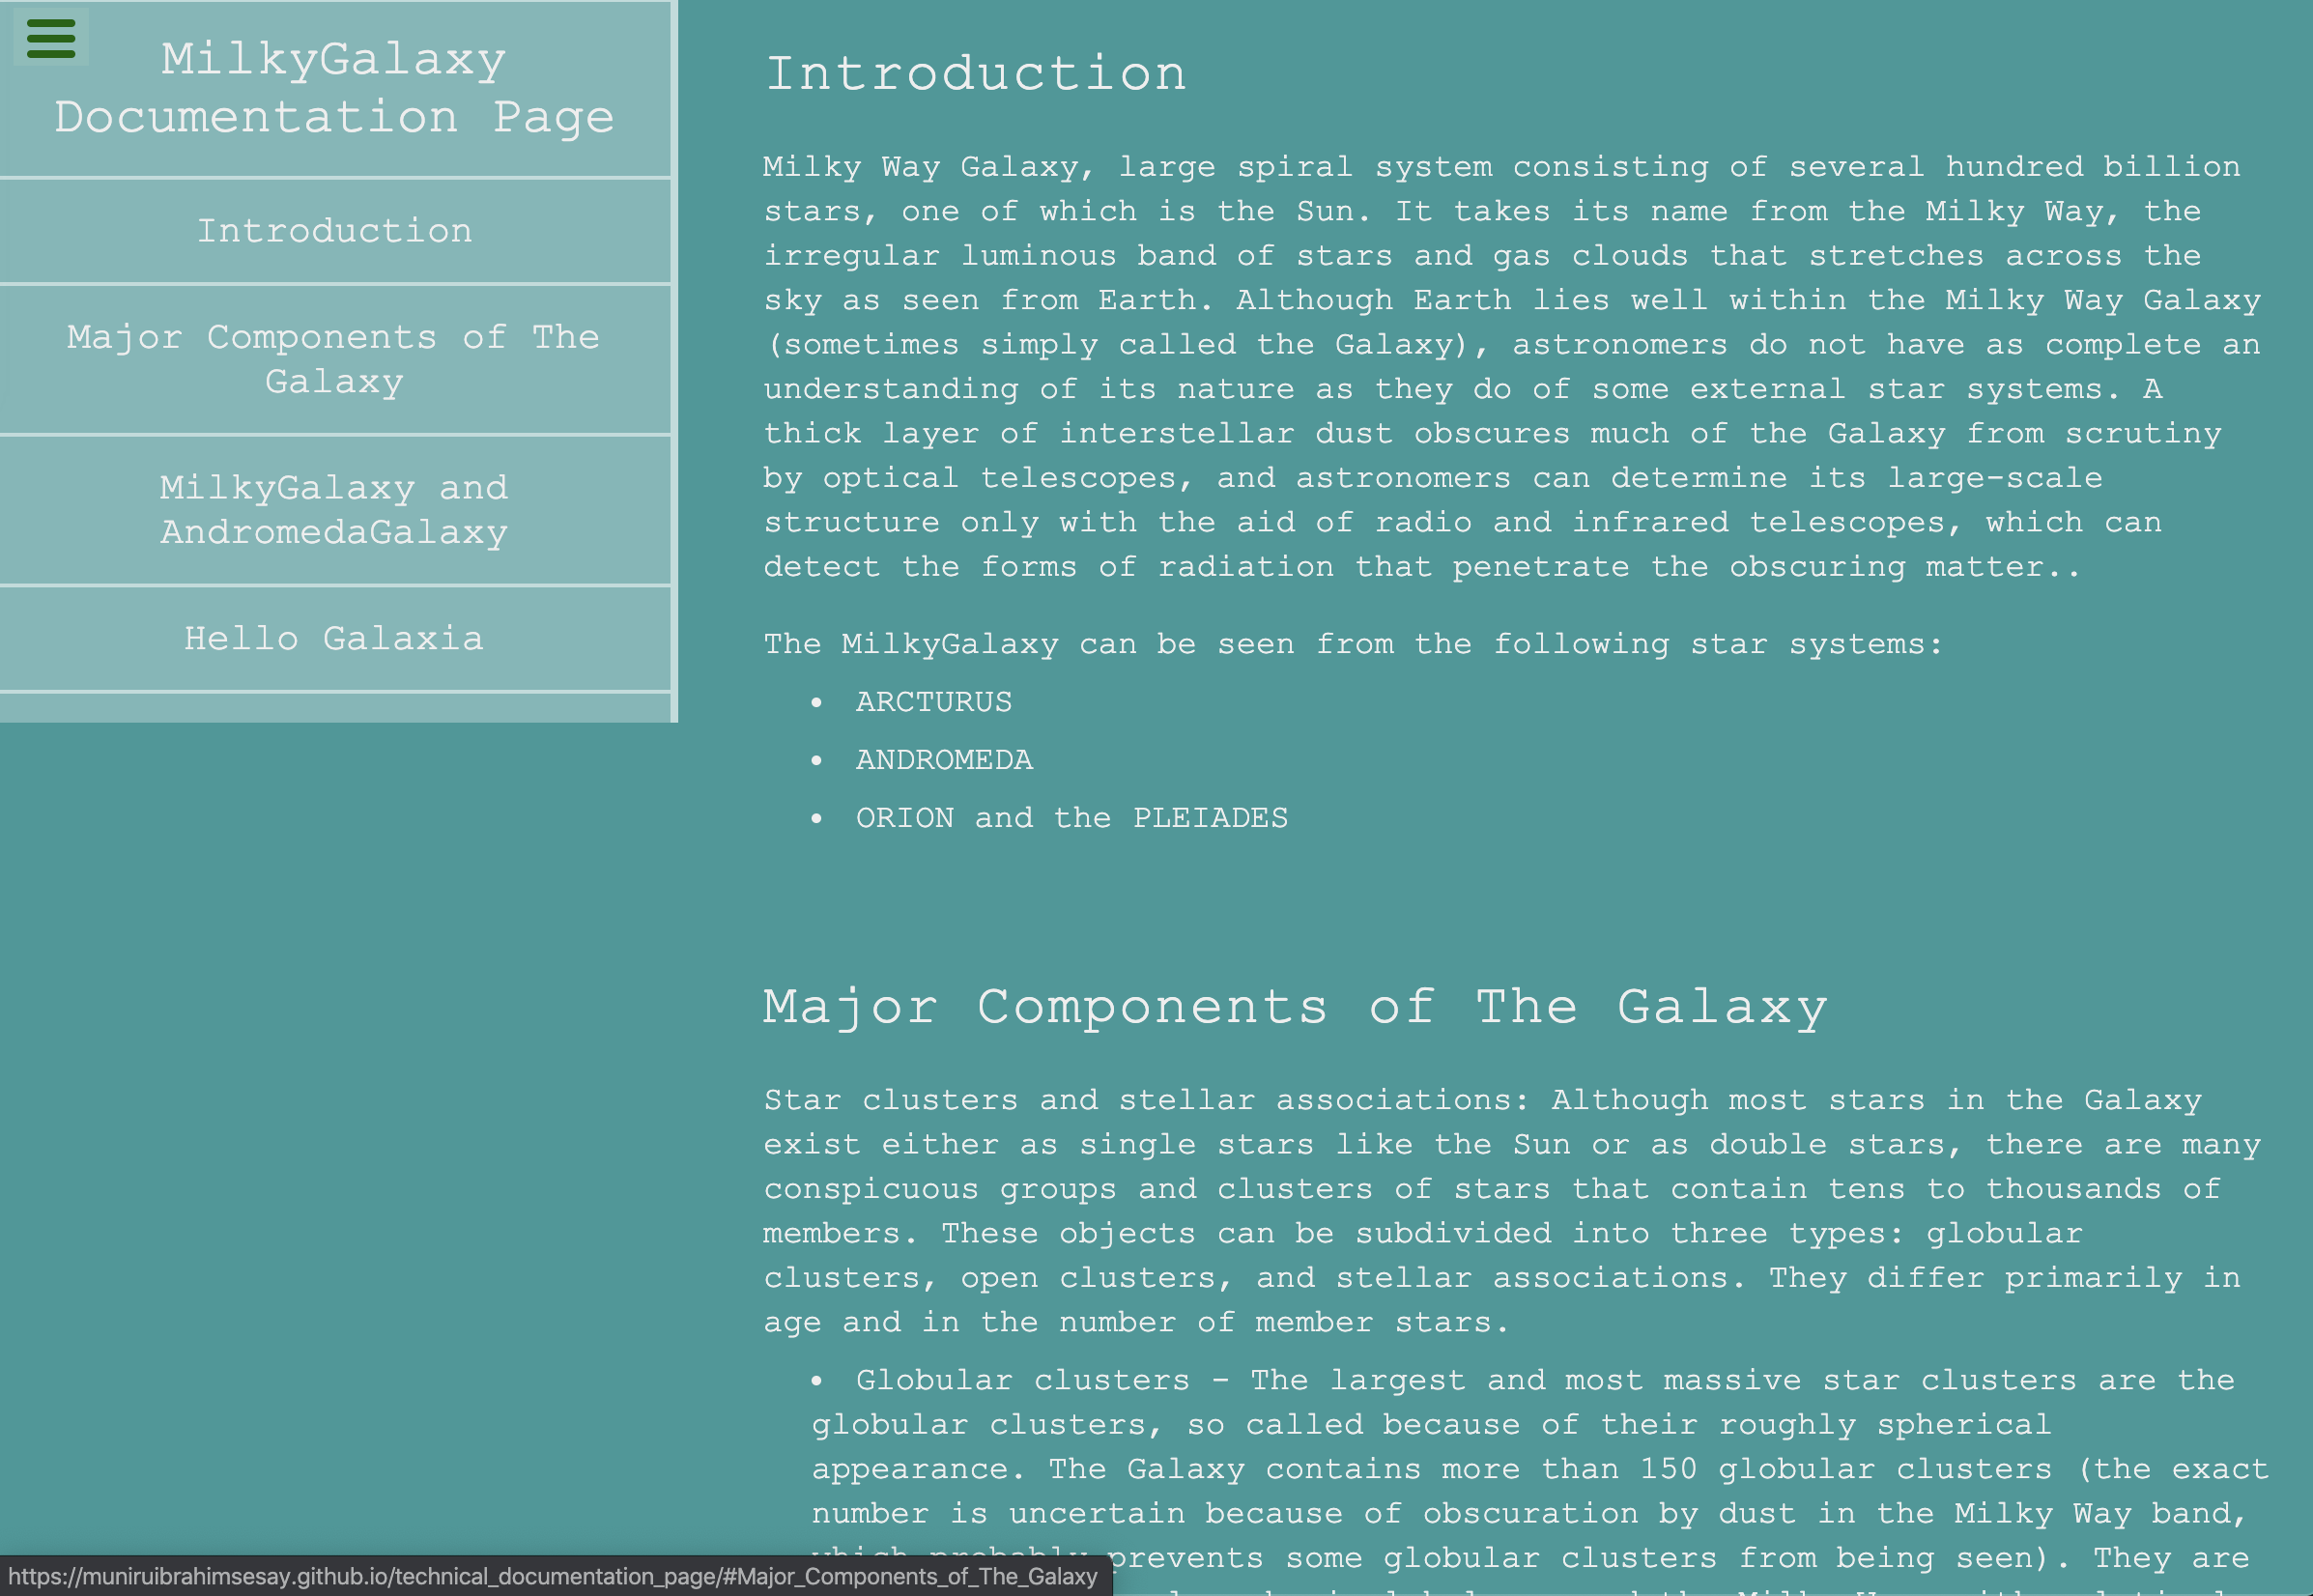 MilkyGalaxy
Documentation Page
Introduction
Major Components of The
Galaxy
MilkyGalaxy and
AndromedaGalaxy
Hello Galaxia
Introduction
Milky Way Galaxy, large spiral system consisting of several hundred billion
stars, one of which is the Sun. It takes its name from the Milky Way, the
irregular luminous band of stars and gas clouds that stretches across the
sky as seen from Earth. Although Earth lies well within the Milky Way Galaxy
(sometimes simply called the Galaxy), astronomers do not have as complete an
understanding of its nature as they do of some external star systems. A
thick layer of interstellar dust obscures much of the Galaxy from scrutiny
by optical telescopes, and astronomers can determine its large-scale
structure only with the aid of radio and infrared telescopes, which can
detect the forms of radiation that penetrate the obscuring matter..
The MilkyGalaxy can be seen from the following star systems:
• ARCTURUS
• ANDROMEDA
• ORION and the PLEIADES
Major Components of The Galaxy
Star clusters and stellar associations: Although most stars in the Galaxy
exist either as single stars like the Sun or as double stars, there are many
conspicuous groups and clusters of stars that contain tens to thousands of
members. These objects can be subdivided into three types: globular
clusters, open clusters, and stellar associations. They differ primarily in
age and in the number of member stars.
• Globular clusters - The largest and most massive star clusters are the
globular clusters, so called because of their roughly spherical
appearance. The Galaxy contains more than 150 globular clusters (the exact
number is uncertain because of obscuration by dust in the Milky Way band,
which probably prevents some globular clusters from being seen). They are
https://muniruibrahimsesay.github.io/technical_documentation_page/#Major_Components_of_The_Galaxy